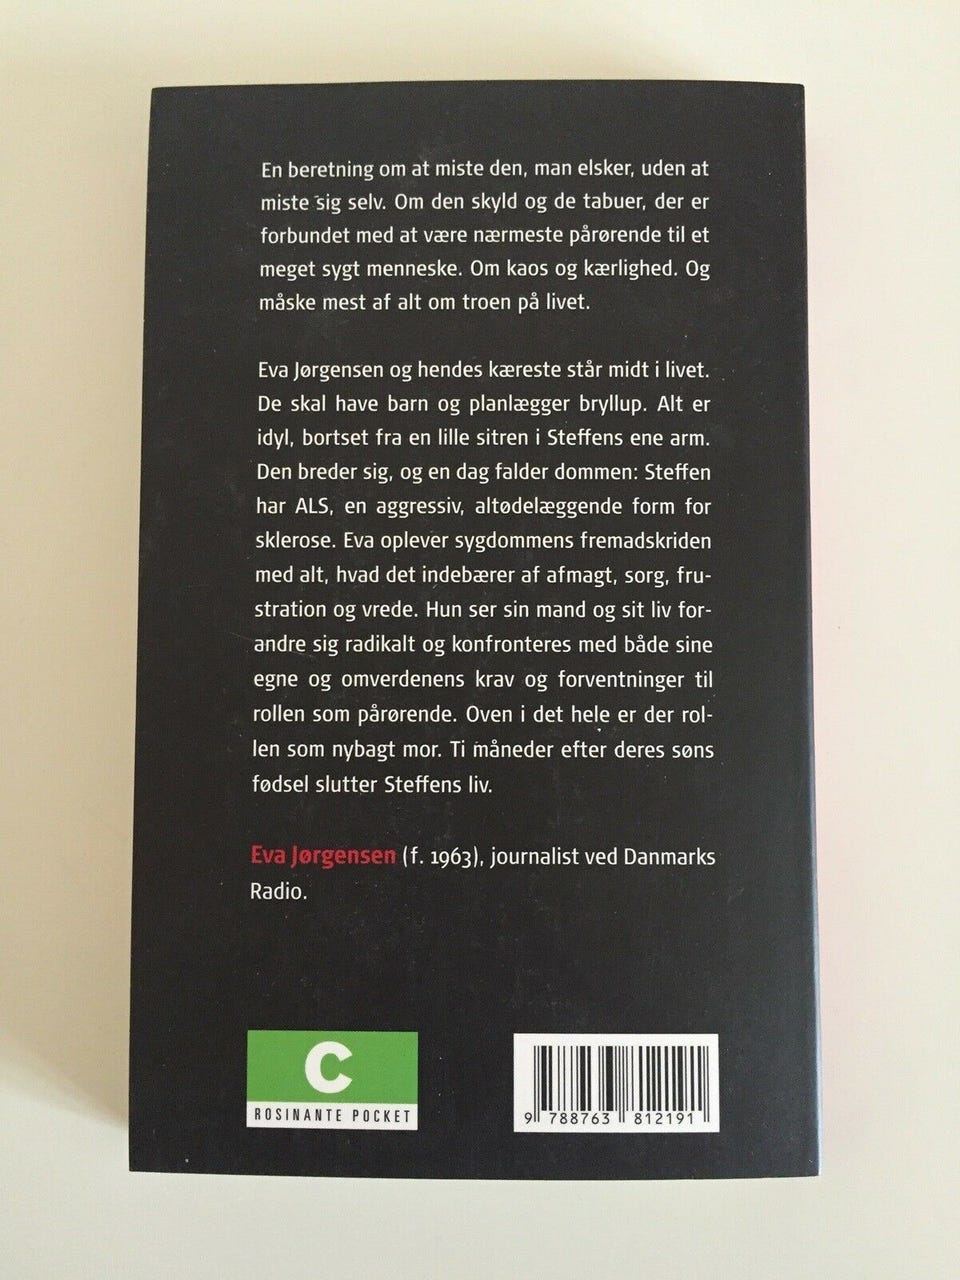 En beretning om at miste den, man elsker, uden at
miste sig selv. Om den skyld og de tabuer, der er
forbundet med at være nærmeste pårørende til et
meget sygt menneske. Om kaos og kærlighed. Og
måske mest af alt om troen på livet.
Eva Jørgensen og hendes kæreste står midt i livet.
De skal have barn og planlægger bryllup. Alt er
idyl, bortset fra en lille sitren i Steffens ene arm.
Den breder sig, og en dag falder dommen: Steffen
har ALS, en aggressiv, altødelæggende form for
sklerose. Eva oplever sygdommens fremadskriden
med alt, hvad det indebærer af afmagt, sorg, fru-
stration og vrede. Hun ser sin mand og sit liv for-
andre sig radikalt og konfronteres med både sine
egne og omverdenens krav og forventninger til
rollen som pårørende. Oven i det hele er der rol-
len som nybagt mor. Ti måneder efter deres søns
fødsel slutter Steffens liv.
Eva Jørgensen (f. 1963), journalist ved Danmarks
Radio.
C
ROSINANTE POCKET
9 788763 812191